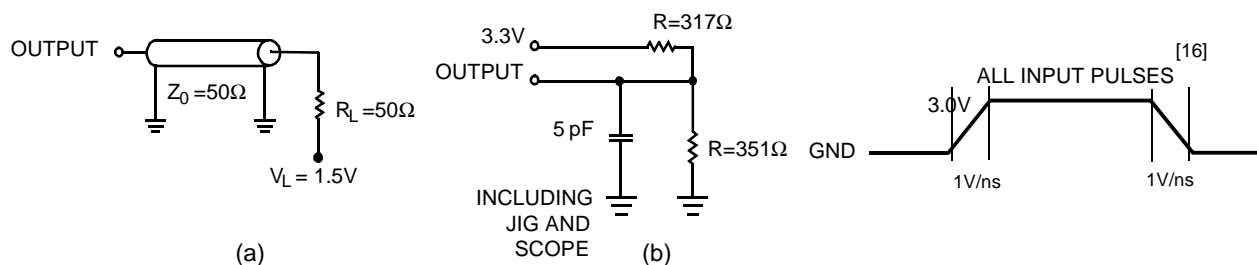 OUTPUT
Z0 =50Ω
RL =50Ω
VL = 1.5V
(a)
R=317Ω
3.3V
OUTPUT
5 pF
R=351Ω
INCLUDING
JIG AND
SCOPE
(b)
[16]
ALL INPUT PULSES
3.0V
GND
1V/ns
1V/ns